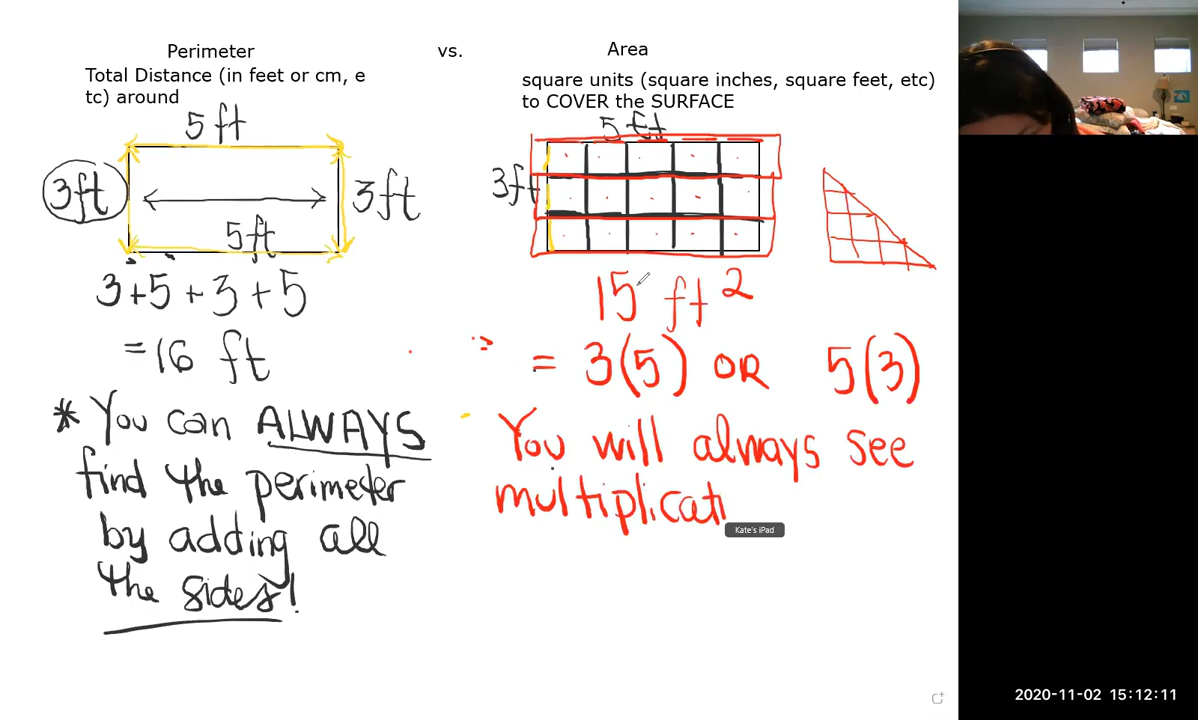 Perimeter
Total Distance (in feet or cm, e
tc) around
5 ft
3ft
3ft
5ft
3+5+3+5
=16 ft
* You can ALWAYS
find the perimeter
by adding all
the sides!
vs.
Area
square units (square inches, square feet, etc)
to COVER the SURFACE
5 ft
3ft
15 ft 2
= 3(5) OR 5(3)
You will always see
multiplicati
Kate's iPad
2020-11-02 15:12:11